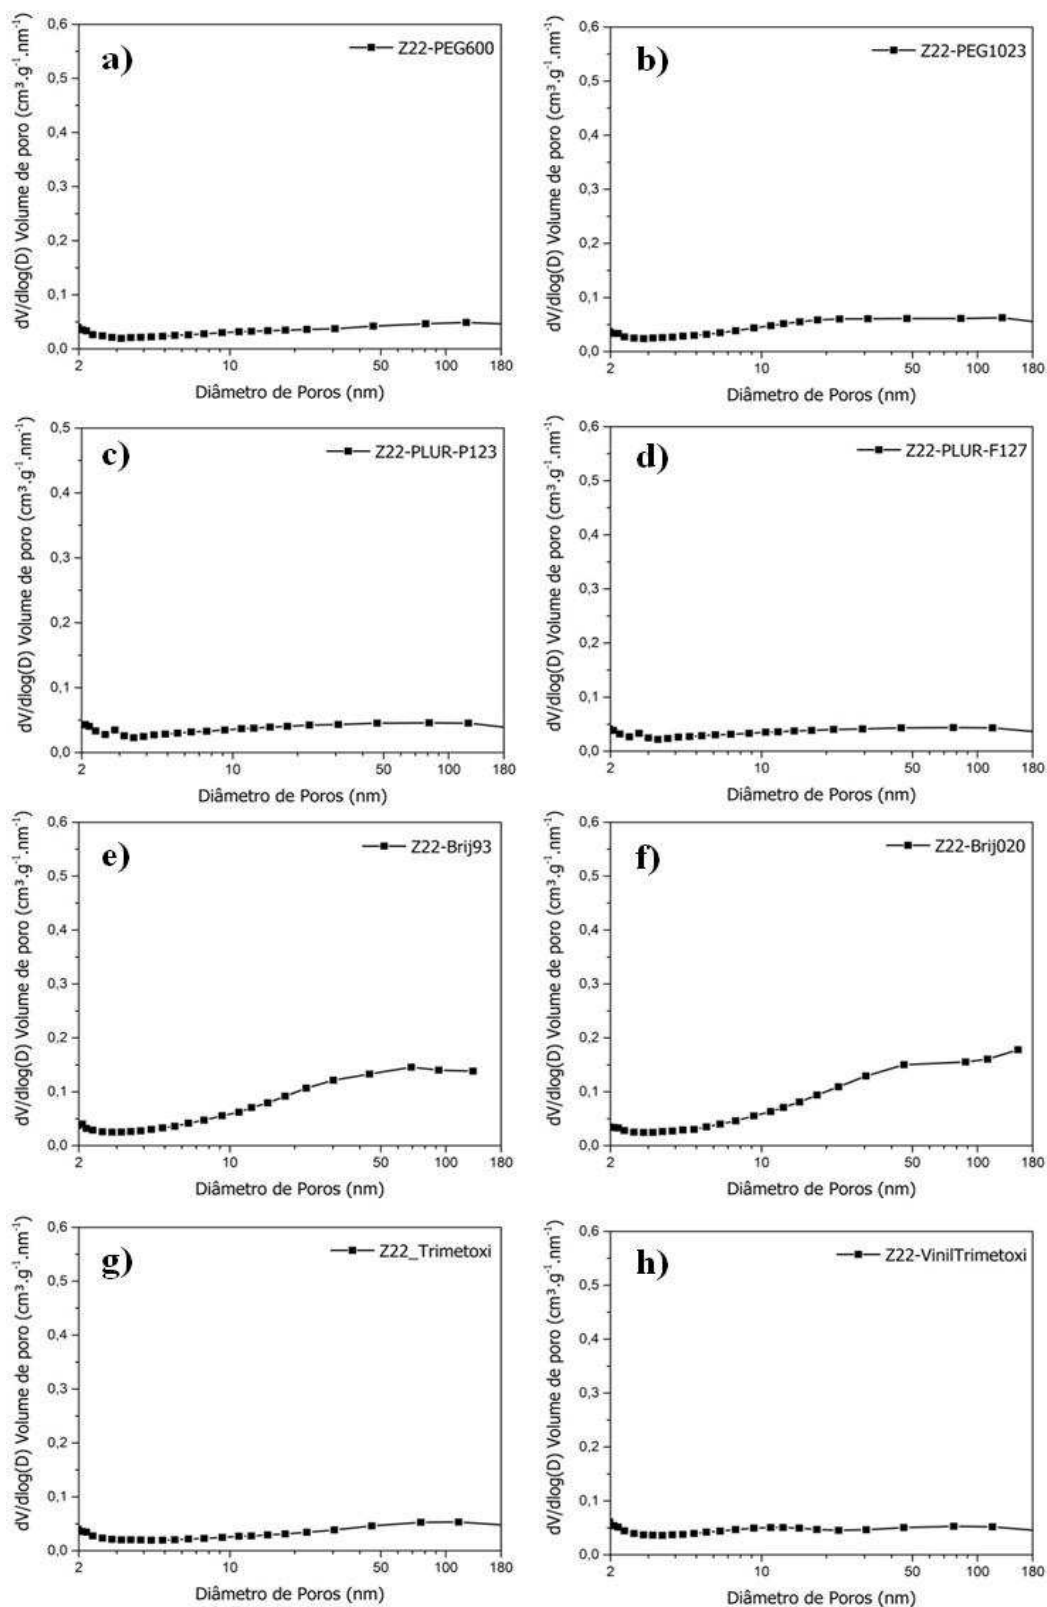 a)
Z22-PEG600
dV/dlog(D) Volume de poro (cm³.g⁻¹.nm⁻¹)
0,6
0,5
0,4
0,3
0,2
0,1
0,0
2
10
50
100
180
Diâmetro de Poros (nm)
b)
Z22-PEG1023
dV/dlog(D) Volume de poro (cm³.g⁻¹.nm⁻¹)
0,6
0,5
0,4
0,3
0,2
0,1
0,0
2
10
50
100
180
Diâmetro de Poros (nm)
c)
Z22-PLUR-P123
dV/dlog(D) Volume de poro (cm³.g⁻¹.nm⁻¹)
0,5
0,4
0,3
0,2
0,1
0,0
2
10
50
100
180
Diâmetro de Poros (nm)
d)
Z22-PLUR-F127
dV/dlog(D) Volume de poro (cm³.g⁻¹.nm⁻¹)
0,6
0,5
0,4
0,3
0,2
0,1
0,0
2
10
50
100
180
Diâmetro de Poros (nm)
e)
Z22-Brij93
dV/dlog(D) Volume de poro (cm³.g⁻¹.nm⁻¹)
0,6
0,5
0,4
0,3
0,2
0,1
0,0
2
10
50
100
180
Diâmetro de Poros (nm)
f)
Z22-Brij020
dV/dlog(D) Volume de poro (cm³.g⁻¹.nm⁻¹)
0,6
0,5
0,4
0,3
0,2
0,1
0,0
2
10
50
100
180
Diâmetro de Poros (nm)
g)
Z22_Trimetoxi
dV/dlog(D) Volume de poro (cm³.g⁻¹.nm⁻¹)
0,6
0,5
0,4
0,3
0,2
0,1
0,0
2
10
50
100
180
Diâmetro de Poros (nm)
h)
Z22-VinilTrimetoxi
dV/dlog(D) Volume de poro (cm³.g⁻¹.nm⁻¹)
0,6
0,5
0,4
0,3
0,2
0,1
0,0
2
10
50
100
180
Diâmetro de Poros (nm)